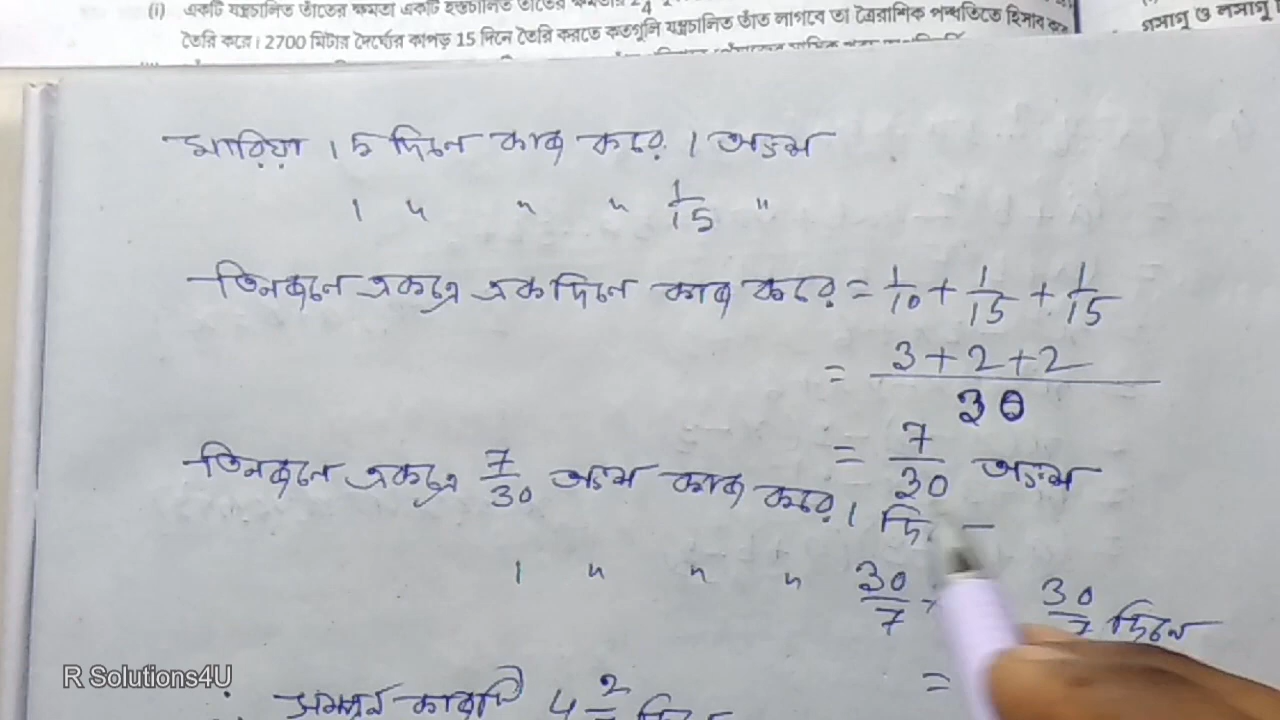 (i) একটি যন্ত্রচালিত তাঁতের ক্ষমতা একটি হস্তচালিত তাঁতের
তৈরি করে। 2700 মিটার দৈর্ঘ্যের কাপড় 15 দিনে তৈরি করতে কতগুলি যন্ত্রচালিত তাঁত লাগবে তা ত্রৈরাশিক পদ্ধতিতে হিসাব
গসাগু ও লসাগু
মারিয়া 15 দিনে কাজ করে 1 অংশ
1 " " " 1/15 "
তিনজনে একত্রে একদিনে কাজ করে = 1/10 + 1/15 + 1/15
= 3+2+2/30
= 7/30 অংশ
তিনজনে একত্রে 7/30 অংশ কাজ করে 1 দিনে
1 " " " 30/7 30/7 দিনে
=
∴ সম্পূর্ণ কাজটি 4 2/7 দিনে
R Solutions4U